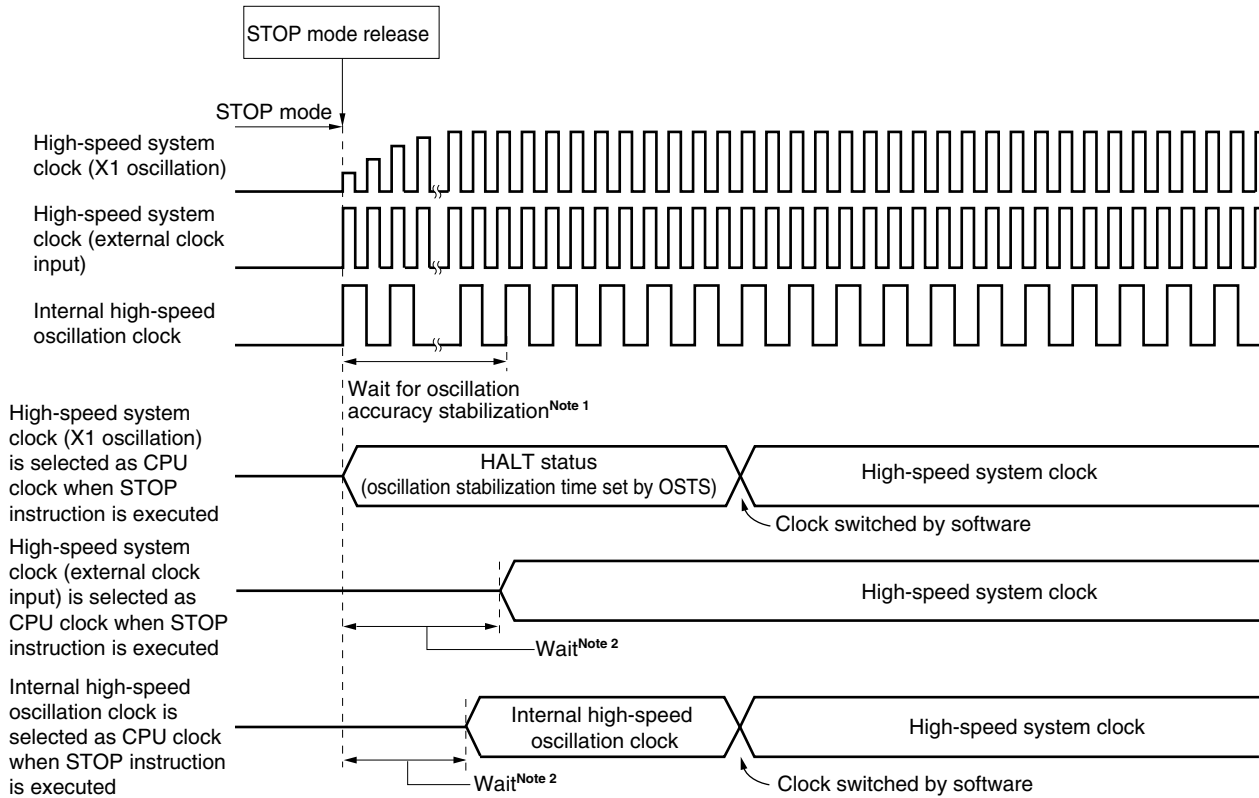 STOP mode release
STOP mode
High-speed system
clock (X1 oscillation)
High-speed system
clock (external clock
input)
Internal high-speed
oscillation clock
Wait for oscillation
accuracy stabilizationNote 1
High-speed system
clock (X1 oscillation)
is selected as CPU
clock when STOP
instruction is executed
HALT status
(oscillation stabilization time set by OSTS)
High-speed system clock
Clock switched by software
High-speed system
clock (external clock
input) is selected as
CPU clock when STOP
instruction is executed
High-speed system clock
WaitNote 2
Internal high-speed
oscillation clock is
selected as CPU clock
when STOP instruction
is executed
Internal high-speed
oscillation clock
High-speed system clock
WaitNote 2
Clock switched by software